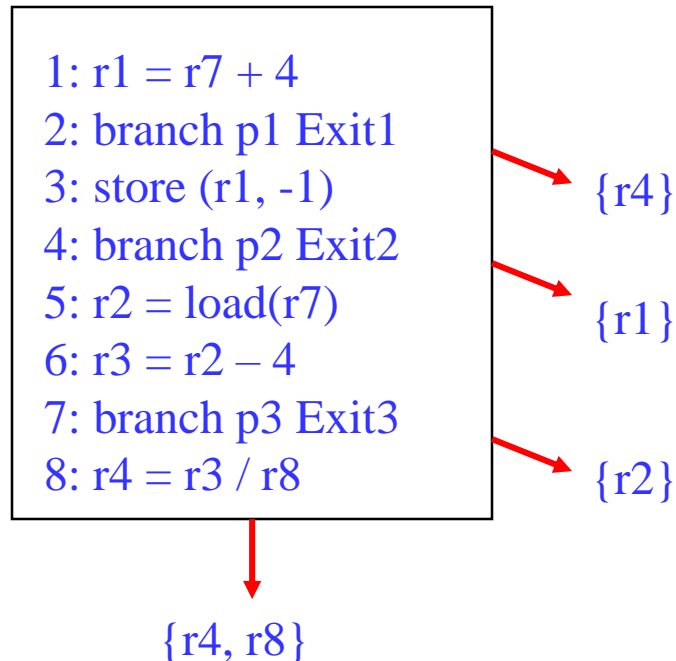 1: r1 = r7 + 4
2: branch p1 Exit1
3: store (r1, -1)
{r4}
4: branch p2 Exit2
5: r2 = load(r7)
{r1}
6: r3 = r2 – 4
7: branch p3 Exit3
8: r4 = r3 / r8
{r2}
{r4, r8}